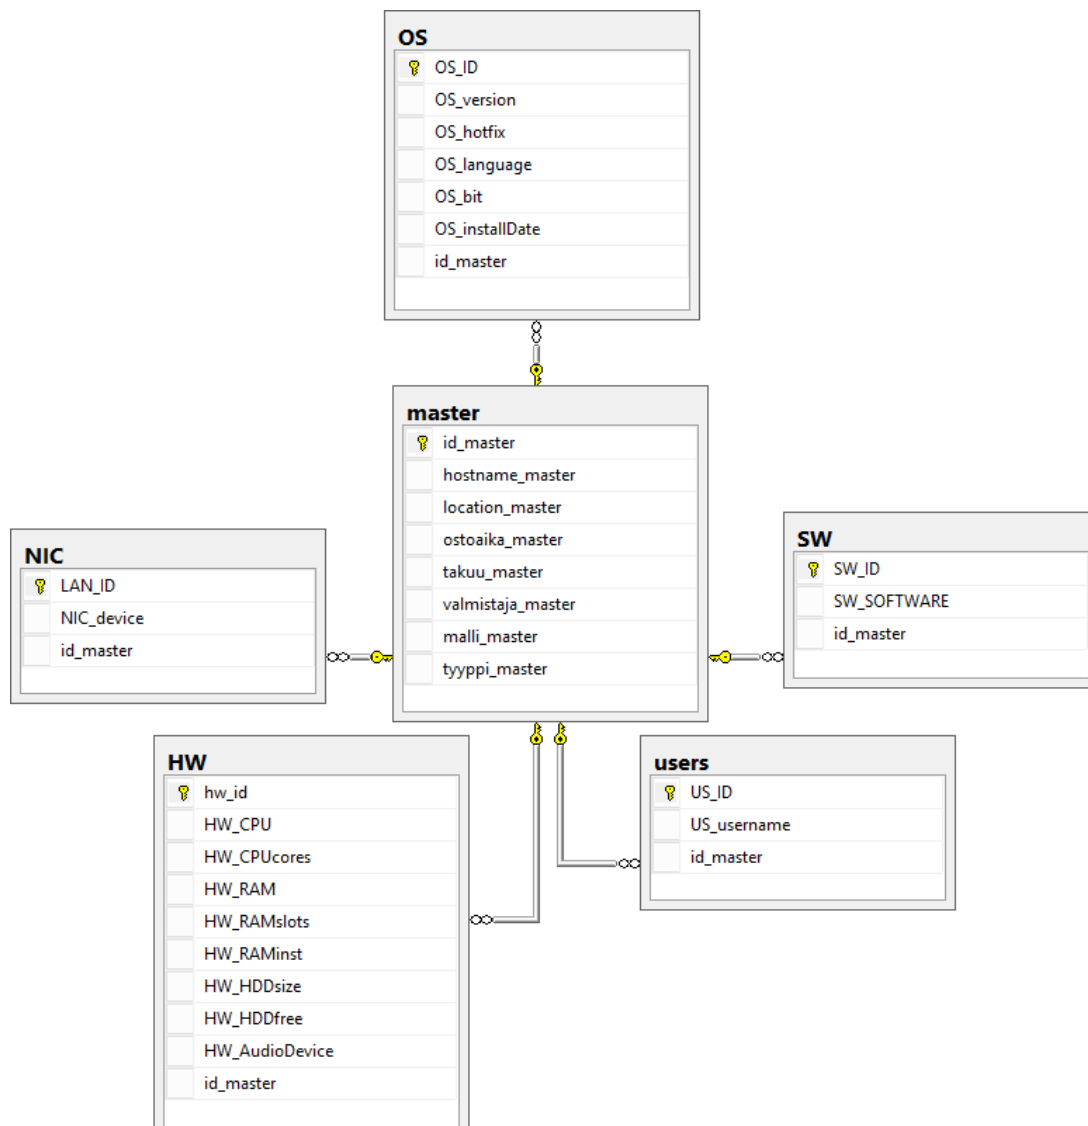 OS
OS_ID
OS_version
OS_hotfix
OS_language
OS_bit
OS_installDate
id_master
master
id_master
hostname_master
location_master
ostoaika_master
takuu_master
valmistaja_master
malli_master
tyyppi_master
NIC
LAN_ID
NIC_device
id_master
SW
SW_ID
SW_SOFTWARE
id_master
HW
hw_id
HW_CPU
HW_CPUcores
HW_RAM
HW_RAMslots
HW_RAMinst
HW_HDDsize
HW_HDDfree
HW_AudioDevice
id_master
users
US_ID
US_username
id_master